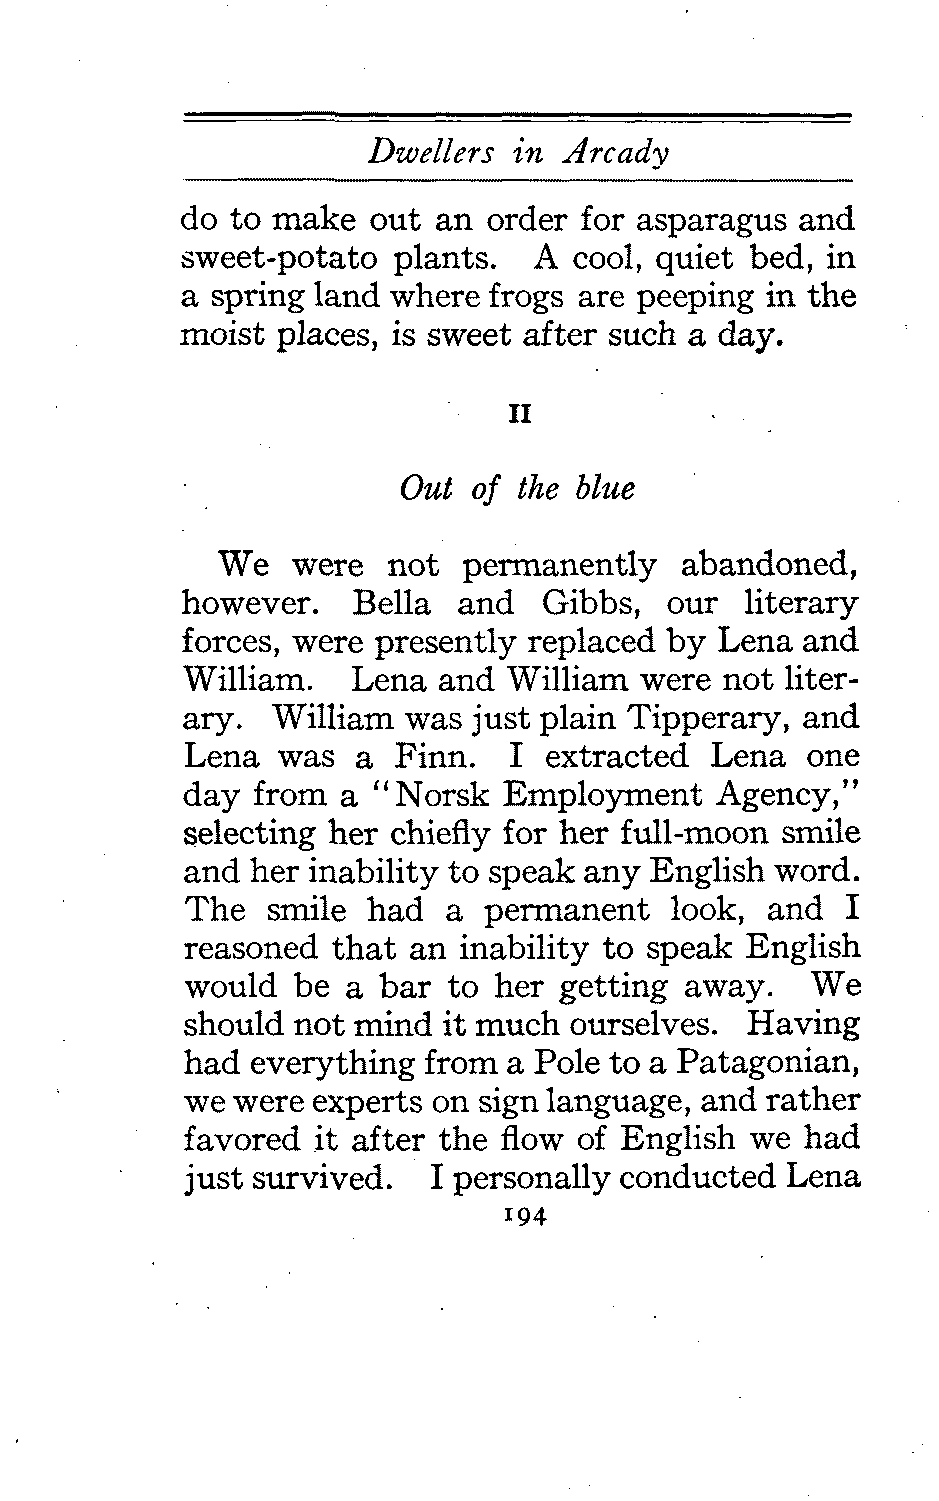 Dwellers in Arcady
do to make out an order for asparagus and
sweet-potato plants. A cool, quiet bed, in
a spring land where frogs are peeping in the
moist places, is sweet after such a day.
II
Out of the blue
We were not permanently abandoned,
however. Bella and Gibbs, our literary
forces, were presently replaced by Lena and
William. Lena and William were not liter-
ary. William was just plain Tipperary, and
Lena was a Finn. I extracted Lena one
day from a "Norsk Employment Agency,"
selecting her chiefly for her full-moon smile
and her inability to speak any English word.
The smile had a permanent look, and I
reasoned that an inability to speak English
would be a bar to her getting away. We
should not mind it much ourselves. Having
had everything from a Pole to a Patagonian,
we were experts on sign language, and rather
favored it after the flow of English we had
just survived. I personally conducted Lena
194